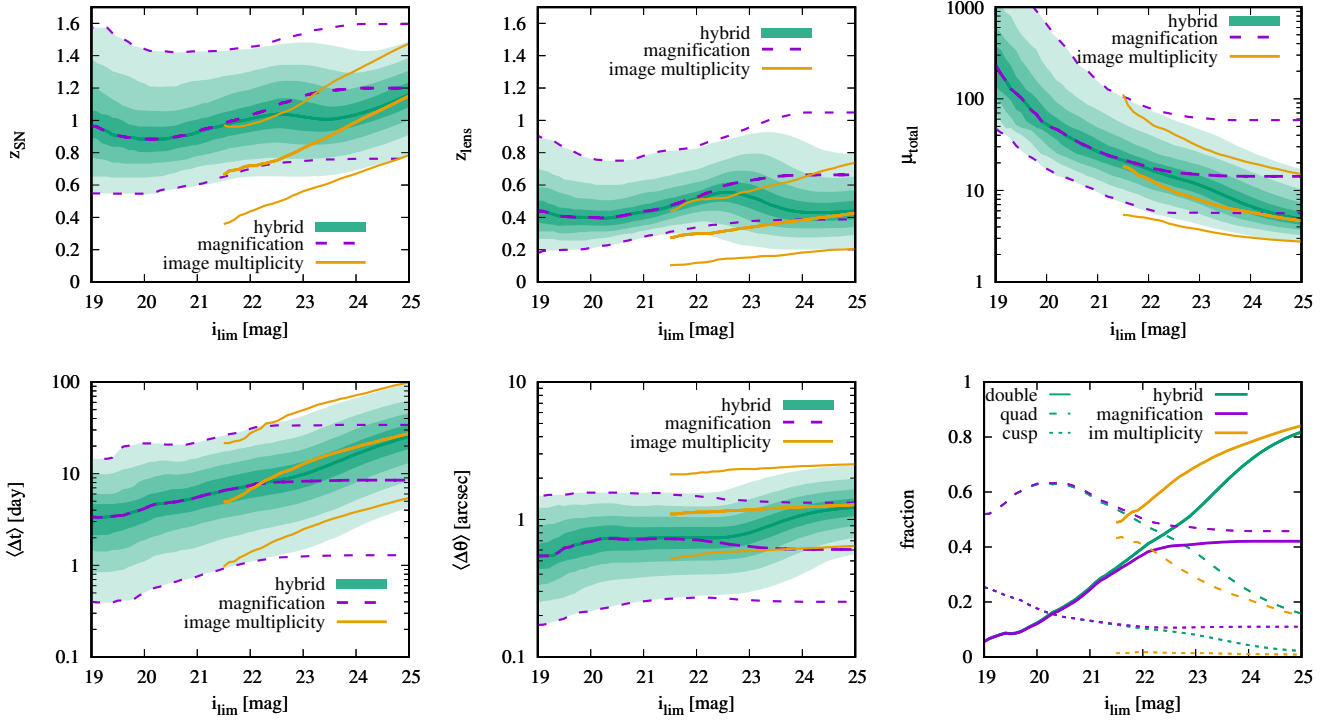 0
0.2
0.4
0.6
0.8
1
1.2
1.4
1.6
19 20 21 22 23 24 25
z_SN
i_lim [mag]
hybrid
magnification
image multiplicity
0
0.2
0.4
0.6
0.8
1
1.2
1.4
1.6
19 20 21 22 23 24 25
z_lens
i_lim [mag]
hybrid
magnification
image multiplicity
1
10
100
1000
19 20 21 22 23 24 25
μ_total
i_lim [mag]
hybrid
magnification
image multiplicity
0.1
1
10
100
19 20 21 22 23 24 25
⟨Δt⟩ [day]
i_lim [mag]
hybrid
magnification
image multiplicity
0.1
1
10
19 20 21 22 23 24 25
⟨Δθ⟩ [arcsec]
i_lim [mag]
hybrid
magnification
image multiplicity
0
0.2
0.4
0.6
0.8
1
19 20 21 22 23 24 25
fraction
i_lim [mag]
double
quad
cusp
hybrid
magnification
im multiplicity